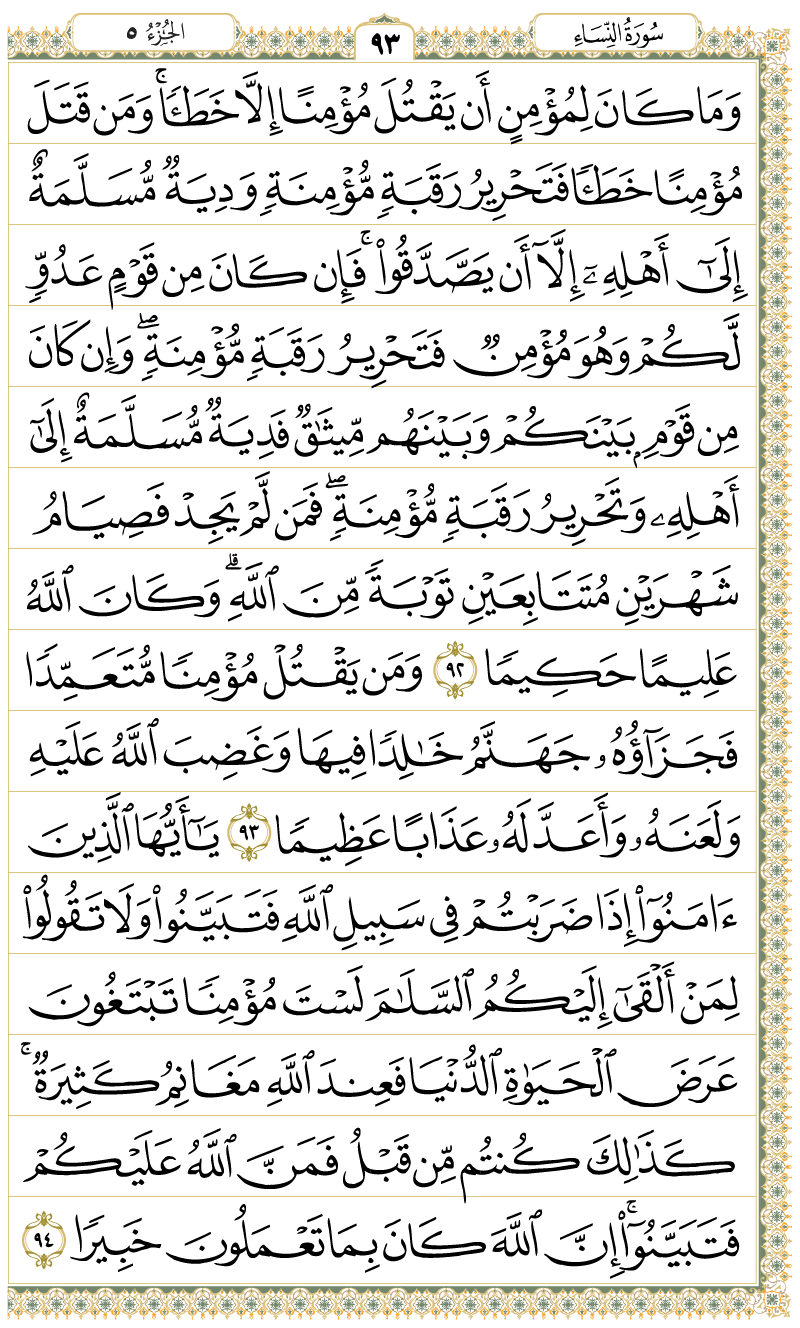 سُورَةُ النِّسَاءِ
٩٣
الجُزْءُ ٥
وَمَا كَانَ لِمُؤْمِنٍ أَن يَقْتُلَ مُؤْمِنًا إِلَّا خَطَـًٔا ۚ وَمَن قَتَلَ
مُؤْمِنًا خَطَـًٔا فَتَحْرِيرُ رَقَبَةٍ مُّؤْمِنَةٍ وَدِيَةٌ مُّسَلَّمَةٌ
إِلَىٰٓ أَهْلِهِۦٓ إِلَّآ أَن يَصَّدَّقُوا۟ ۚ فَإِن كَانَ مِن قَوْمٍ عَدُوٍّ
لَّكُمْ وَهُوَ مُؤْمِنٌ فَتَحْرِيرُ رَقَبَةٍ مُّؤْمِنَةٍ ۖ وَإِن كَانَ
مِن قَوْمٍۭ بَيْنَكُمْ وَبَيْنَهُم مِّيثَٰقٌ فَدِيَةٌ مُّسَلَّمَةٌ إِلَىٰٓ
أَهْلِهِۦ وَتَحْرِيرُ رَقَبَةٍ مُّؤْمِنَةٍ ۖ فَمَن لَّمْ يَجِدْ فَصِيَامُ
شَهْرَيْنِ مُتَتَابِعَيْنِ تَوْبَةً مِّنَ ٱللَّهِ ۗ وَكَانَ ٱللَّهُ
عَلِيمًا حَكِيمًا ٩٢ وَمَن يَقْتُلْ مُؤْمِنًا مُّتَعَمِّدًا
فَجَزَآؤُهُۥ جَهَنَّمُ خَٰلِدًا فِيهَا وَغَضِبَ ٱللَّهُ عَلَيْهِ
وَلَعَنَهُۥ وَأَعَدَّ لَهُۥ عَذَابًا عَظِيمًا ٩٣ يَٰٓأَيُّهَا ٱلَّذِينَ
ءَامَنُوٓا۟ إِذَا ضَرَبْتُمْ فِى سَبِيلِ ٱللَّهِ فَتَبَيَّنُوا۟ وَلَا تَقُولُوا۟
لِمَنْ أَلْقَىٰٓ إِلَيْكُمُ ٱلسَّلَٰمَ لَسْتَ مُؤْمِنًا تَبْتَغُونَ
عَرَضَ ٱلْحَيَوٰةِ ٱلدُّنْيَا فَعِندَ ٱللَّهِ مَغَانِمُ كَثِيرَةٌ ۚ
كَذَٰلِكَ كُنتُم مِّن قَبْلُ فَمَنَّ ٱللَّهُ عَلَيْكُمْ
فَتَبَيَّنُوٓا۟ ۚ إِنَّ ٱللَّهَ كَانَ بِمَا تَعْمَلُونَ خَبِيرًا ٩٤